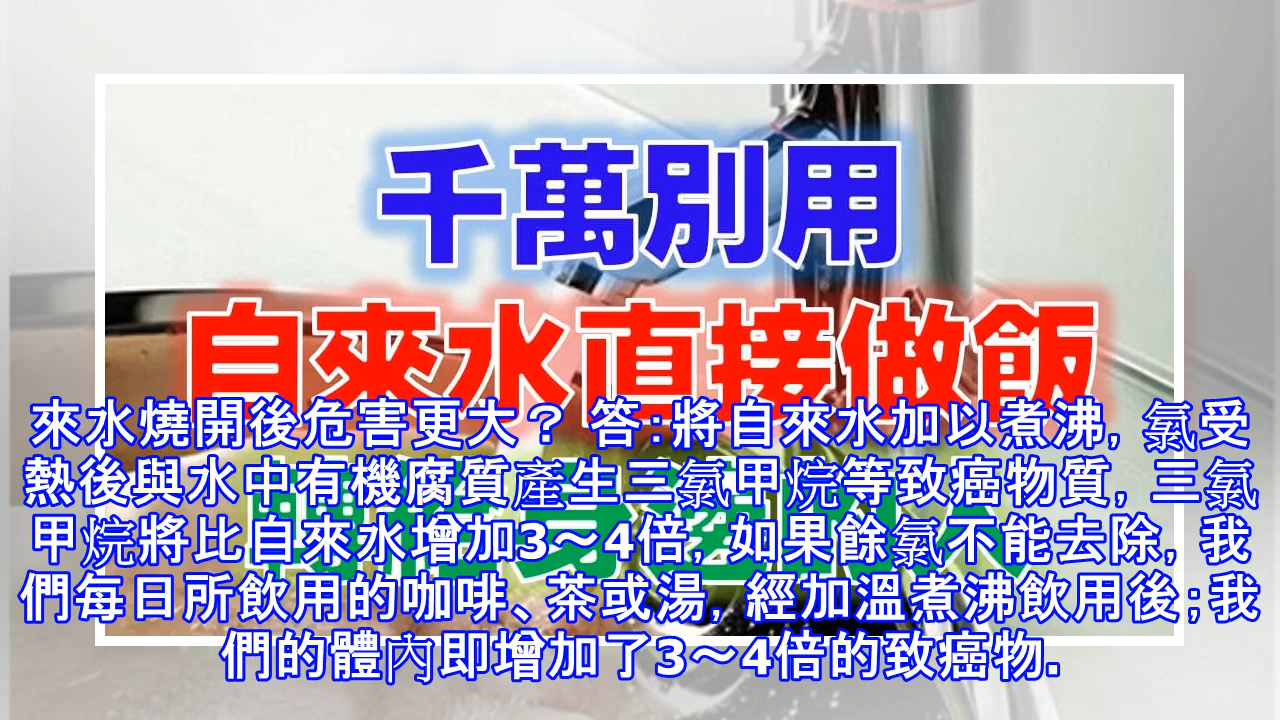 千萬別用
自來水直接做飯
來水燒開後危害更大？ 答:將自來水加以煮沸, 氯受
熱後與水中有機腐質產生三氯甲烷等致癌物質, 三氯
甲烷將比自來水增加3～4倍, 如果餘氯不能去除, 我
們每日所飲用的咖啡、茶或湯, 經加溫煮沸飲用後;我
們的體內即增加了3～4倍的致癌物.